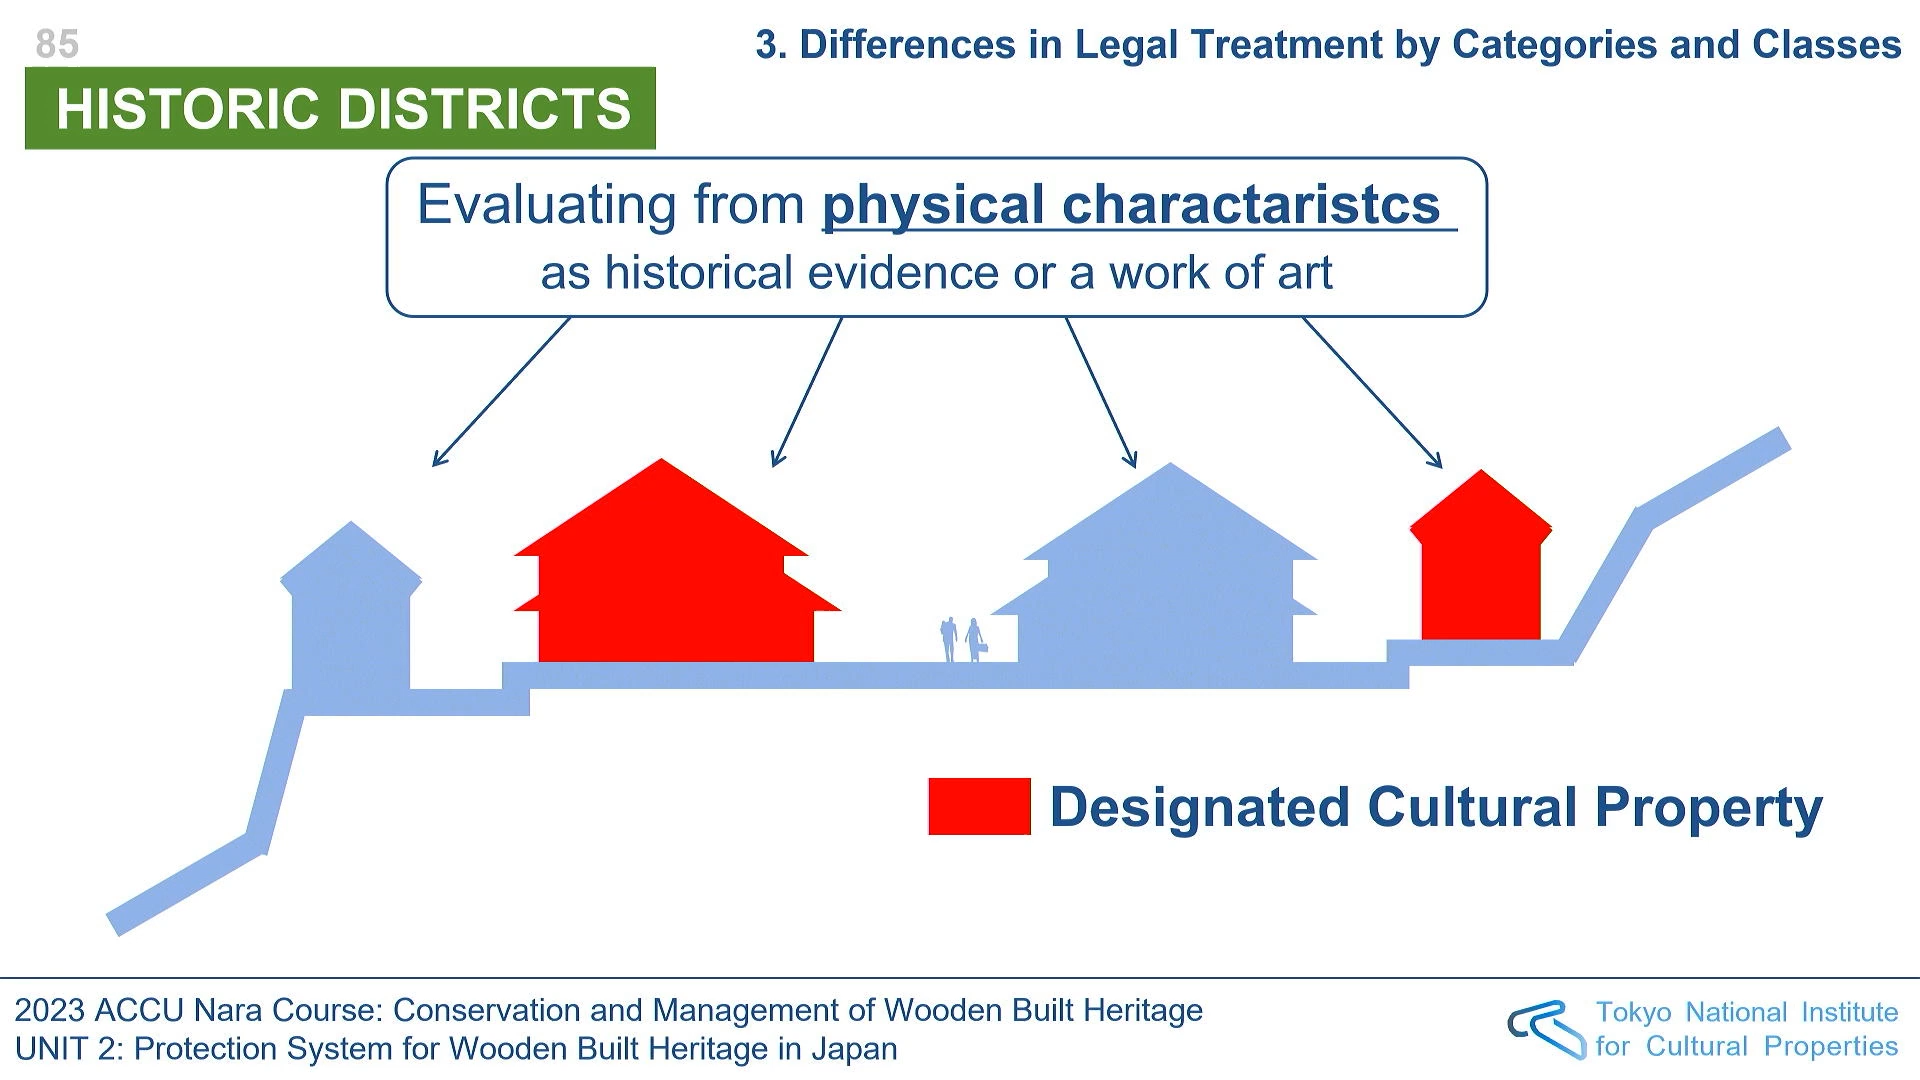 85
3. Differences in Legal Treatment by Categories and Classes
HISTORIC DISTRICTS
Evaluating from physical charactaristcs
as historical evidence or a work of art
Designated Cultural Property
2023 ACCU Nara Course: Conservation and Management of Wooden Built Heritage
UNIT 2: Protection System for Wooden Built Heritage in Japan
Tokyo National Institute
for Cultural Properties